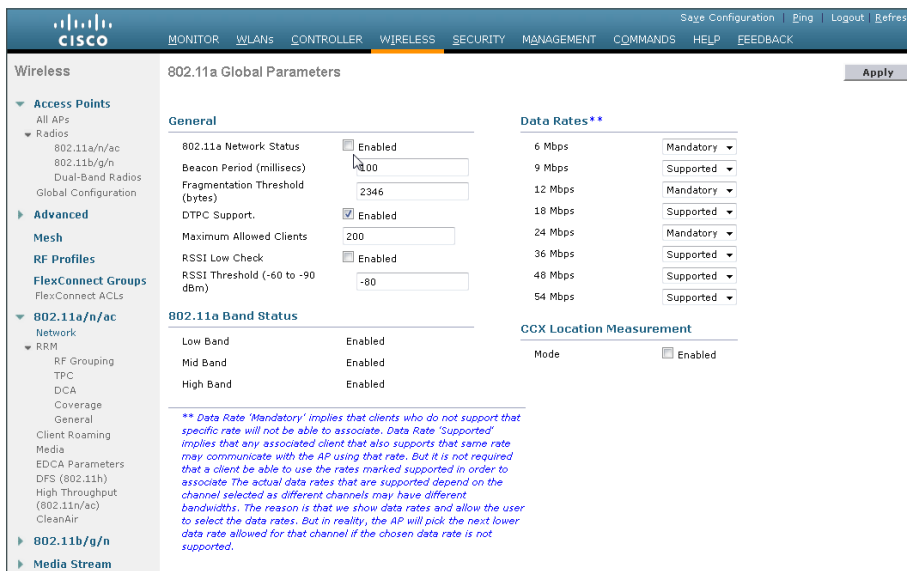 Save Configuration | Ping | Logout | Refres
CISCO
MONITOR WLANs CONTROLLER WIRELESS SECURITY MANAGEMENT COMMANDS HELP FEEDBACK
Wireless
Access Points
All APs
Radios
802.11a/n/ac
802.11b/g/n
Dual-Band Radios
Global Configuration
Advanced
Mesh
RF Profiles
FlexConnect Groups
FlexConnect ACLs
802.11a/n/ac
Network
RRM
RF Grouping
TPC
DCA
Coverage
General
Client Roaming
Media
EDCA Parameters
DFS (802.11h)
High Throughput
(802.11n/ac)
CleanAir
802.11b/g/n
Media Stream
802.11a Global Parameters
Apply
General
802.11a Network Status Enabled
Beacon Period (millisecs) 100
Fragmentation Threshold
(bytes) 2346
DTPC Support. Enabled
Maximum Allowed Clients 200
RSSI Low Check Enabled
RSSI Threshold (-60 to -90
dBm) -80
802.11a Band Status
Low Band Enabled
Mid Band Enabled
High Band Enabled
** Data Rate 'Mandatory' implies that clients who do not support that
specific rate will not be able to associate. Data Rate 'Supported'
implies that any associated client that also supports that same rate
may communicate with the AP using that rate. But it is not required
that a client be able to use the rates marked supported in order to
associate The actual data rates that are supported depend on the
channel selected as different channels may have different
bandwidths. The reason is that we show data rates and allow the user
to select the data rates. But in reality, the AP will pick the next lower
data rate allowed for that channel if the chosen data rate is not
supported.
Data Rates**
6 Mbps Mandatory
9 Mbps Supported
12 Mbps Mandatory
18 Mbps Supported
24 Mbps Mandatory
36 Mbps Supported
48 Mbps Supported
54 Mbps Supported
CCX Location Measurement
Mode Enabled